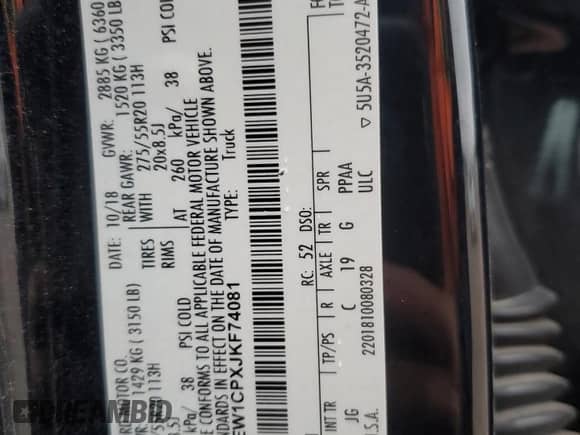 DATE: 10/18 GVWR: 2885 KG ( 6360
REAR GAWR: 1520 KG ( 3350 LB
WITH 275/55R20 113H TIRES
20x8.5J RIMS
AT 260 kPa/ 38 PSI CO
MOTOR CO.
1429 KG ( 3150 LB)
113H
38 PSI COLD
CONFORMS TO ALL APPLICABLE FEDERAL MOTOR VEHICLE
STANDARDS IN EFFECT ON THE DATE OF MANUFACTURE SHOWN ABOVE.
EW1CPXJKF74081 TYPE: Truck
RC: 52 DSO:
INT TR TP/PS R AXLE TR SPR
JG C 19 G PPAA
ULC
.S.A. 2201810080328
▽ 5U5A-3520472-A
AUTOBIDMASTER